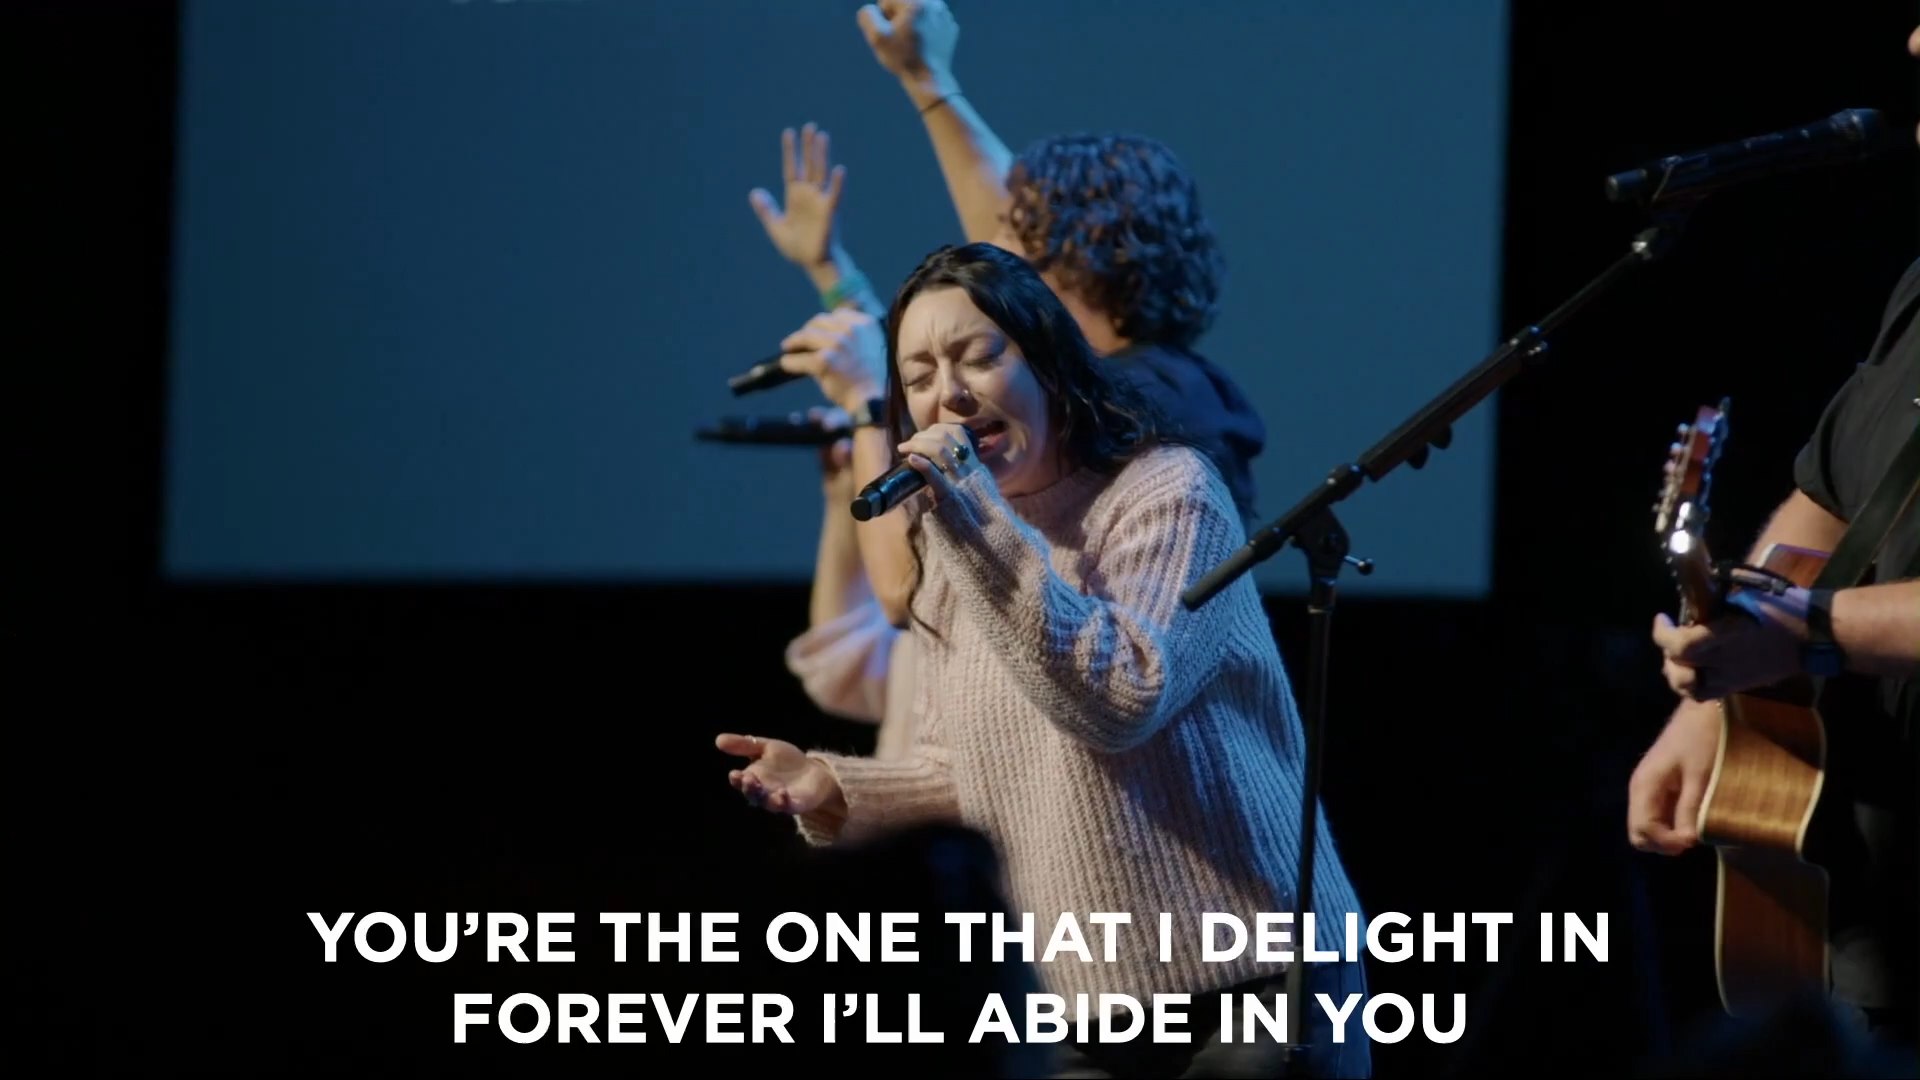 YOU’RE THE ONE THAT I DELIGHT IN
FOREVER I’LL ABIDE IN YOU